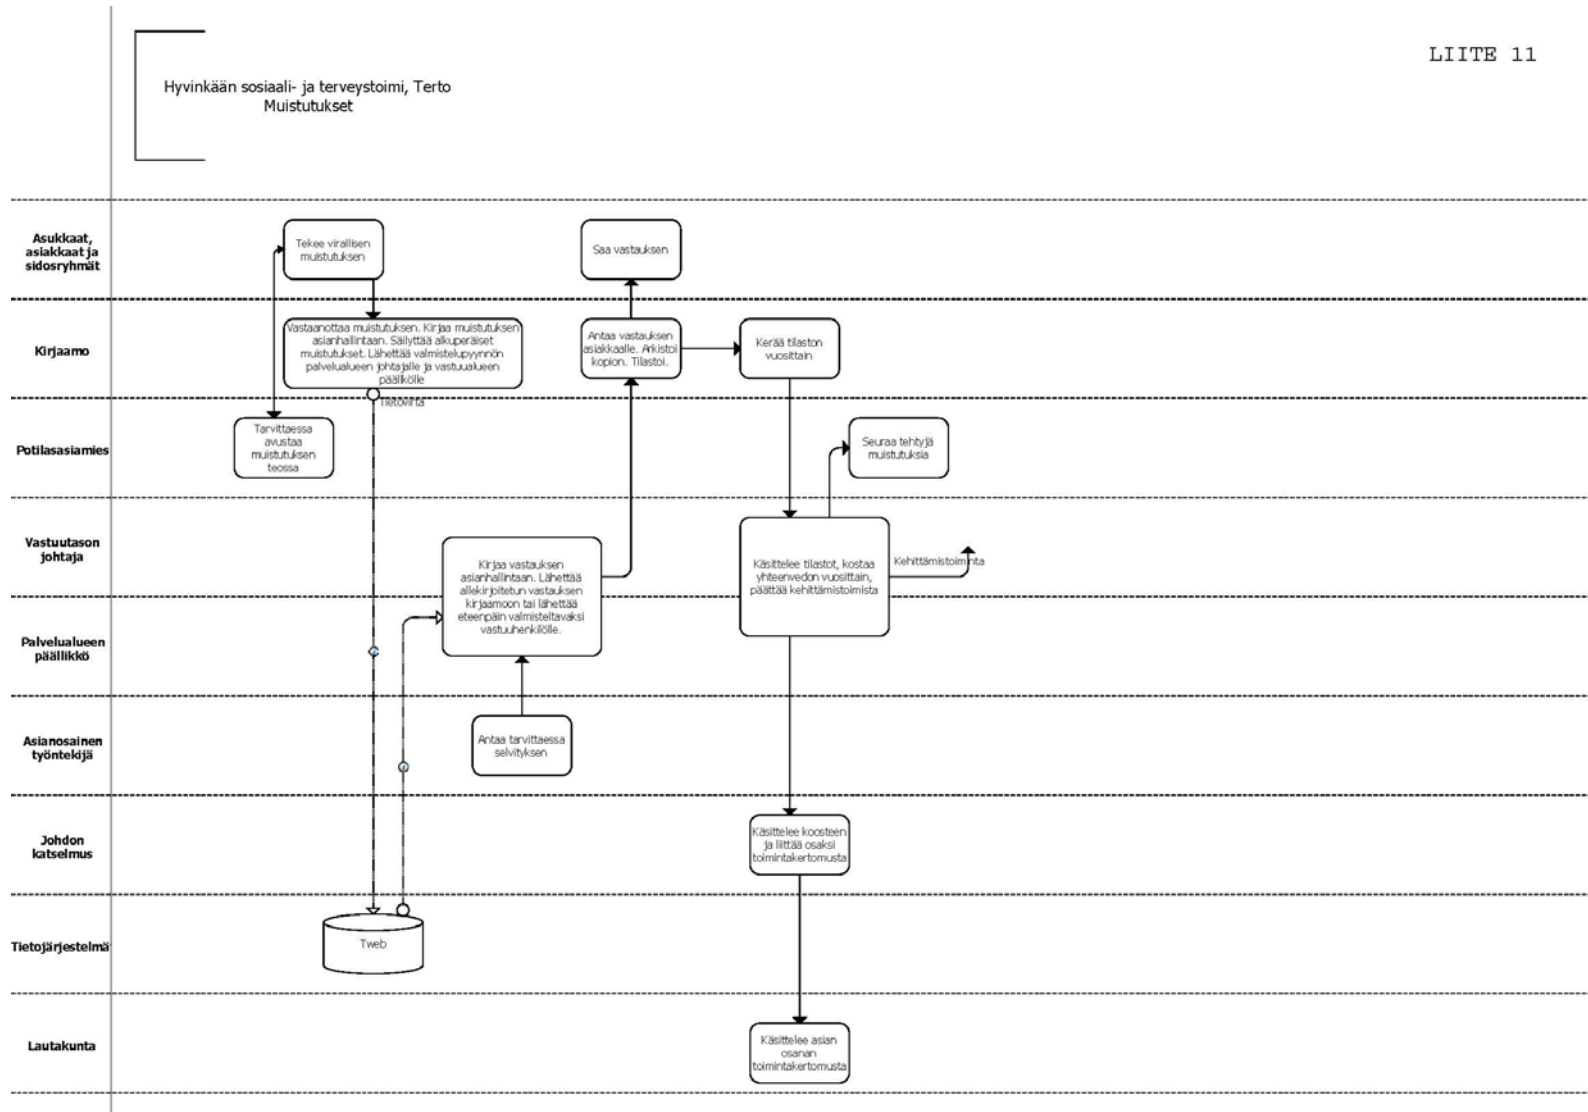 LIITE 11
Hyvinkään sosiaali- ja terveystoimi, Terto
Muistutukset
Asukkaat,
asiakkaat ja
sidosryhmät
Tekee virallisen
muistutuksen
Saa vastauksen
Kirjaamo
Vastaanottaa muistutuksen. Kirjaa muistutuksen
asianhallintaan. Säilyttää alkuperäiset
muistutukset. Lähettää valmistelupyynnön
palvelualueen johtajalle ja vastuualueen
päällikölle
Antaa vastauksen
asiakkaalle. Arkistoi
kopion. Tilastoi.
Kerää tilaston
vuosittain
Tietovirta
Potilasasiamies
Tarvittaessa
avustaa
muistutuksen
teossa
Seuraa tehtyjä
muistutuksia
Vastuutason
johtaja
Kirjaa vastauksen
asianhallintaan. Lähettää
allekirjoitetun vastauksen
kirjaamoon tai lähettää
eteenpäin valmisteltavaksi
vastuuhenkilölle.
Käsittelee tilastot, kostaa
yhteenvedon vuosittain,
päättää kehittämistoimista
Kehittämistoiminta
Palvelualueen
päällikkö
Asianosainen
työntekijä
Antaa tarvittaessa
selvityksen
Johdon
katselmus
Käsittelee koosteen
ja liittää osaksi
toimintakertomusta
Tietojärjestelmä
Tweb
Lautakunta
Käsittelee asian
osanan
toimintakertomusta